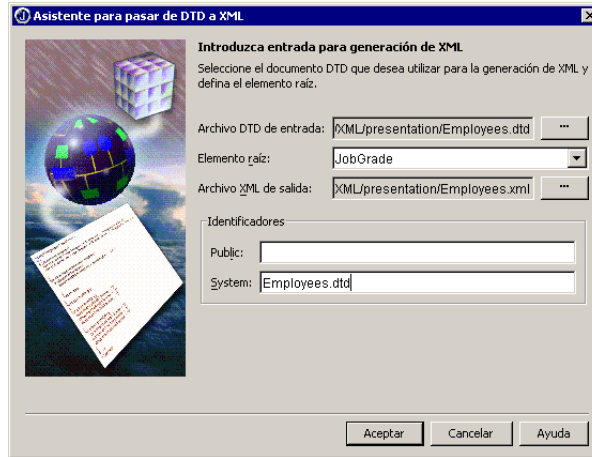 Asistente para pasar de DTD a XML
Introduzca entrada para generación de XML
Seleccione el documento DTD que desea utilizar para la generación de XML y
defina el elemento raíz.
Archivo DTD de entrada: /XML/presentation/Employees.dtd ...
Elemento raíz: JobGrade
Archivo XML de salida: XML/presentation/Employees.xml ...
Identificadores
Public:
System: Employees.dtd
Aceptar Cancelar Ayuda